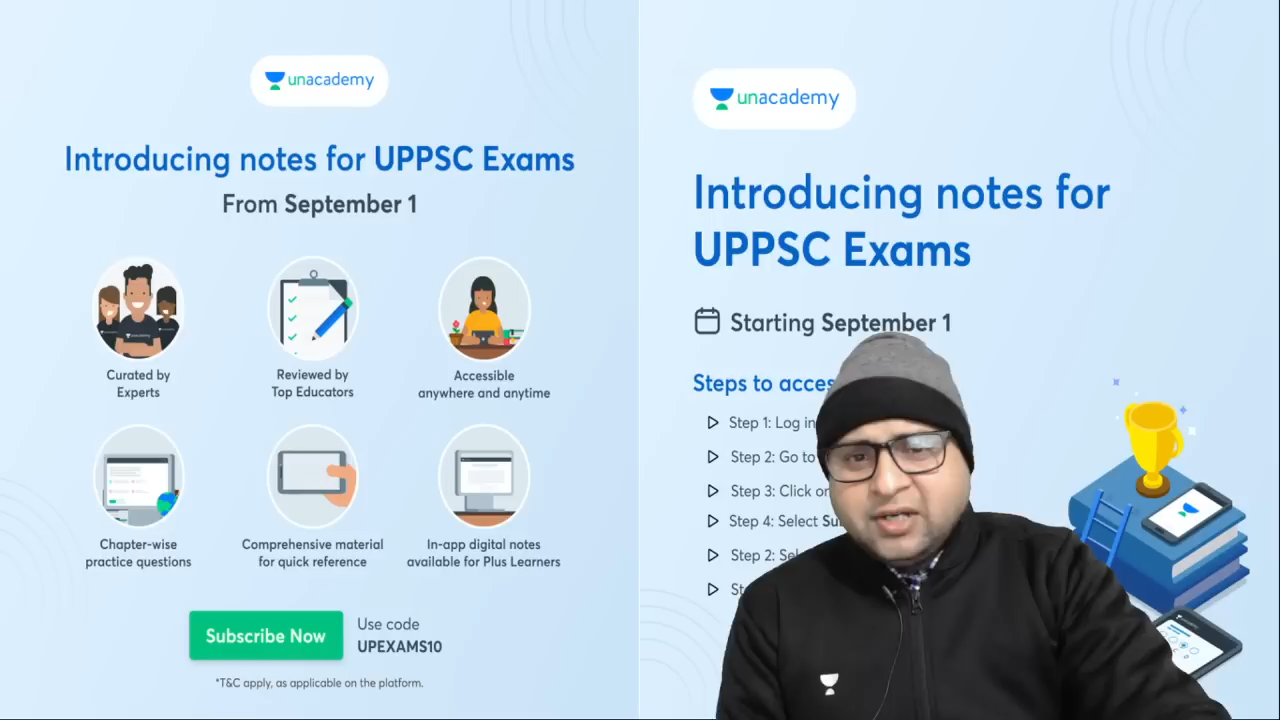 unacademy
Introducing notes for UPPSC Exams
From September 1
Curated by
Experts
Reviewed by
Top Educators
Accessible
anywhere and anytime
Chapter-wise
practice questions
Comprehensive material
for quick reference
In-app digital notes
available for Plus Learners
Subscribe Now
Use code
UPEXAMS10
*T&C apply, as applicable on the platform.
unacademy
Introducing notes for
UPPSC Exams
Starting September 1
Steps to acces
Step 1: Log in
Step 2: Go to
Step 3: Click on
Step 4: Select
Step 2: